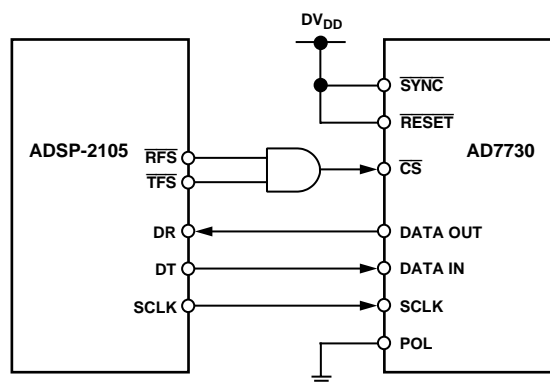 DVDD
SYNC
RESET
ADSP-2105
RFS
TFS
AD7730
CS
DR
DATA OUT
DT
DATA IN
SCLK
SCLK
POL